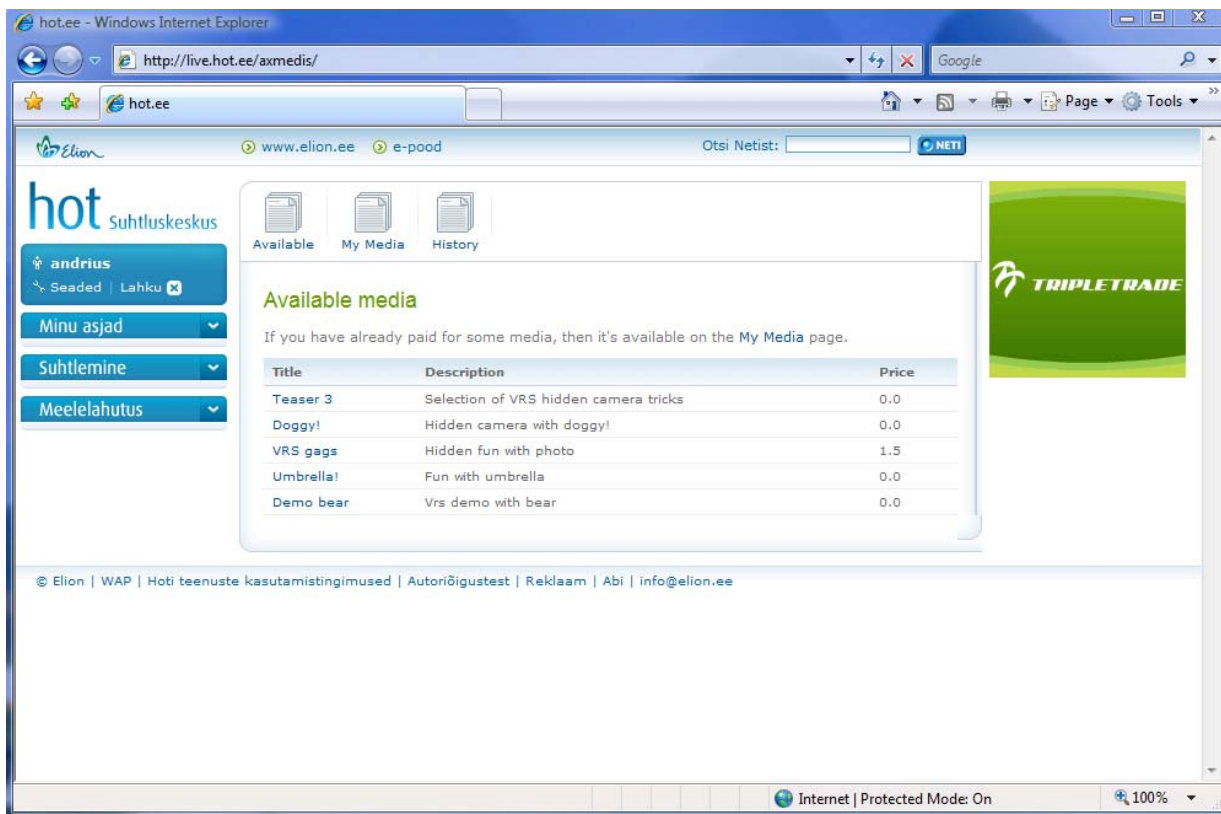 hot.ee - Windows Internet Explorer
http://live.hot.ee/axmedis/
Google
hot.ee
Page
Tools
Elion
www.elion.ee e-pood
Otsi Netist:
NETI
hot Suhtluskeskus
andrius
Seaded | Lahku
Minu asjad
Suhtlemine
Meelelahutus
Available My Media History
Available media
If you have already paid for some media, then it's available on the My Media page.
Title Description Price
Teaser 3 Selection of VRS hidden camera tricks 0.0
Doggy! Hidden camera with doggy! 0.0
VRS gags Hidden fun with photo 1.5
Umbrella! Fun with umbrella 0.0
Demo bear Vrs demo with bear 0.0
TRIPLETRADE
© Elion | WAP | Hoti teenuste kasutamistingimused | Autoriõigustest | Reklaam | Abi | info@elion.ee
Internet | Protected Mode: On
100%